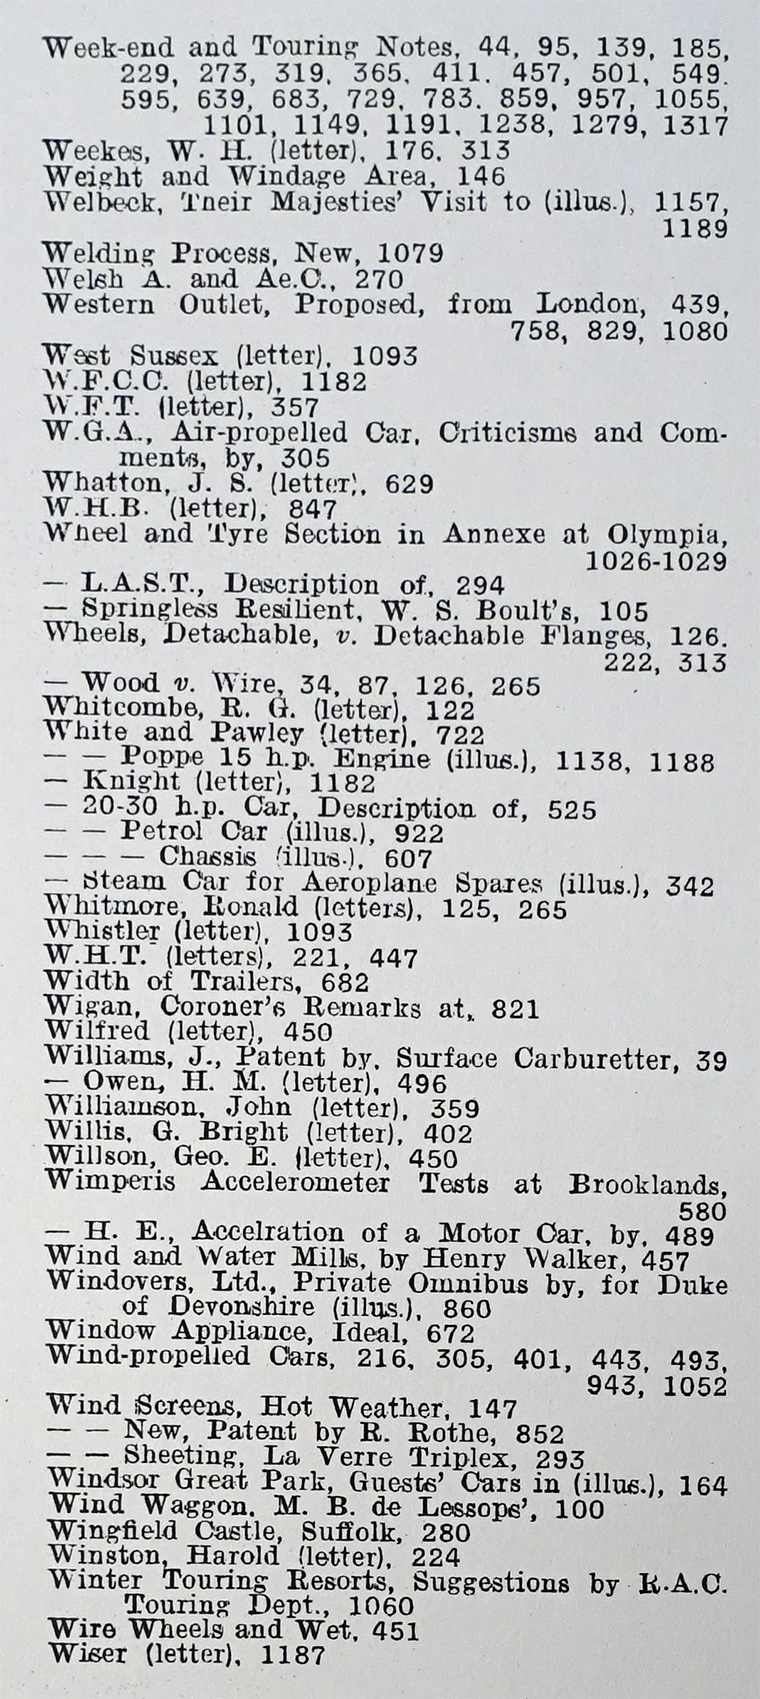 Week-end and Touring Notes, 44, 95, 139, 185,
229, 273, 319, 365, 411, 457, 501, 549,
595, 639, 683, 729, 783, 859, 957, 1055,
1101, 1149, 1191, 1238, 1279, 1317
Weekes, W. H. (letter), 176, 313
Weight and Windage Area, 146
Welbeck, Their Majesties' Visit to (illus.), 1157,
1189
Welding Process, New, 1079
Welsh A. and Ae.C., 270
Western Outlet, Proposed, from London, 439,
758, 829, 1080
West Sussex (letter), 1093
W.F.C.C. (letter), 1182
W.F.T. (letter), 357
W.G.A., Air-propelled Car, Criticisms and Com-
ments, by, 305
Whatton, J. S. (letter), 629
W.H.B. (letter), 847
Wheel and Tyre Section in Annexe at Olympia,
1026-1029
— L.A.S.T., Description of, 294
— Springless Resilient, W. S. Boult's, 105
Wheels, Detachable, v. Detachable Flanges, 126,
222, 313
— Wood v. Wire, 34, 87, 126, 265
Whitcombe, R. G. (letter), 122
White and Pawley (letter), 722
— — Poppe 15 h.p. Engine (illus.), 1138, 1188
— Knight (letter), 1182
— 20-30 h.p. Car, Description of, 525
— — Petrol Car (illus.), 922
— — — Chassis (illus.), 607
— Steam Car for Aeroplane Spares (illus.), 342
Whitmore, Ronald (letters), 125, 265
Whistler (letter), 1093
W.H.T. (letters), 221, 447
Width of Trailers, 682
Wigan, Coroner's Remarks at, 821
Wilfred (letter), 450
Williams, J., Patent by, Surface Carburetter, 39
— Owen, H. M. (letter), 496
Williamson, John (letter), 359
Willis, G. Bright (letter), 402
Willson, Geo. E. (letter), 450
Wimperis Accelerometer Tests at Brooklands,
580
— H. E., Accelration of a Motor Car, by, 489
Wind and Water Mills, by Henry Walker, 457
Windovers, Ltd., Private Omnibus by, for Duke
of Devonshire (illus.), 860
Window Appliance, Ideal, 672
Wind-propelled Cars, 216, 305, 401, 443, 493,
943, 1052
Wind Screens, Hot Weather, 147
— — New, Patent by R. Rothe, 852
— — Sheeting, La Verre Triplex, 293
Windsor Great Park, Guests' Cars in (illus.), 164
Wind Waggon, M. B. de Lessops', 100
Wingfield Castle, Suffolk, 280
Winston, Harold (letter), 224
Winter Touring Resorts, Suggestions by R.A.C.
Touring Dept., 1060
Wire Wheels and Wet, 451
Wiser (letter), 1187